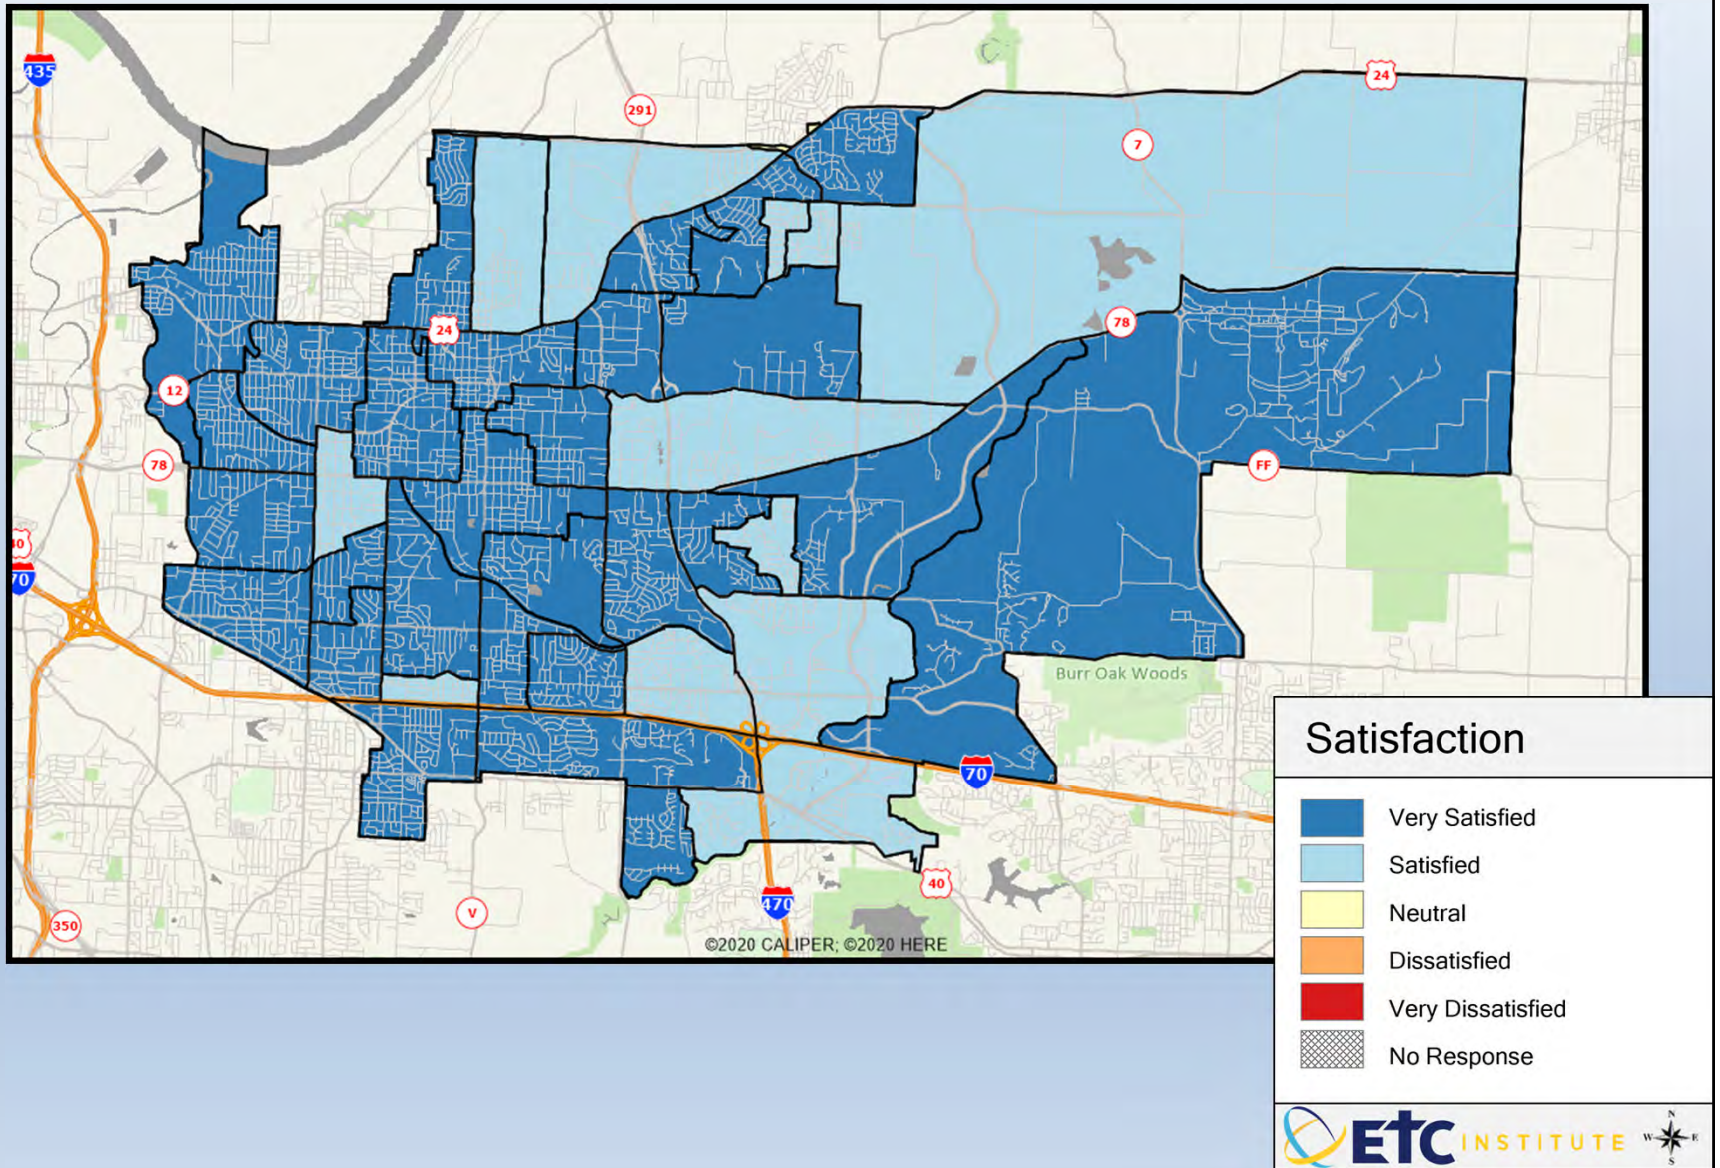 435
24
291
7
24
78
12
78
FF
40
70
Burr Oak Woods
70
40
470
V
350
©2020 CALIPER; ©2020 HERE
Satisfaction
Very Satisfied
Satisfied
Neutral
Dissatisfied
Very Dissatisfied
No Response
ETC INSTITUTE
N
W E
S